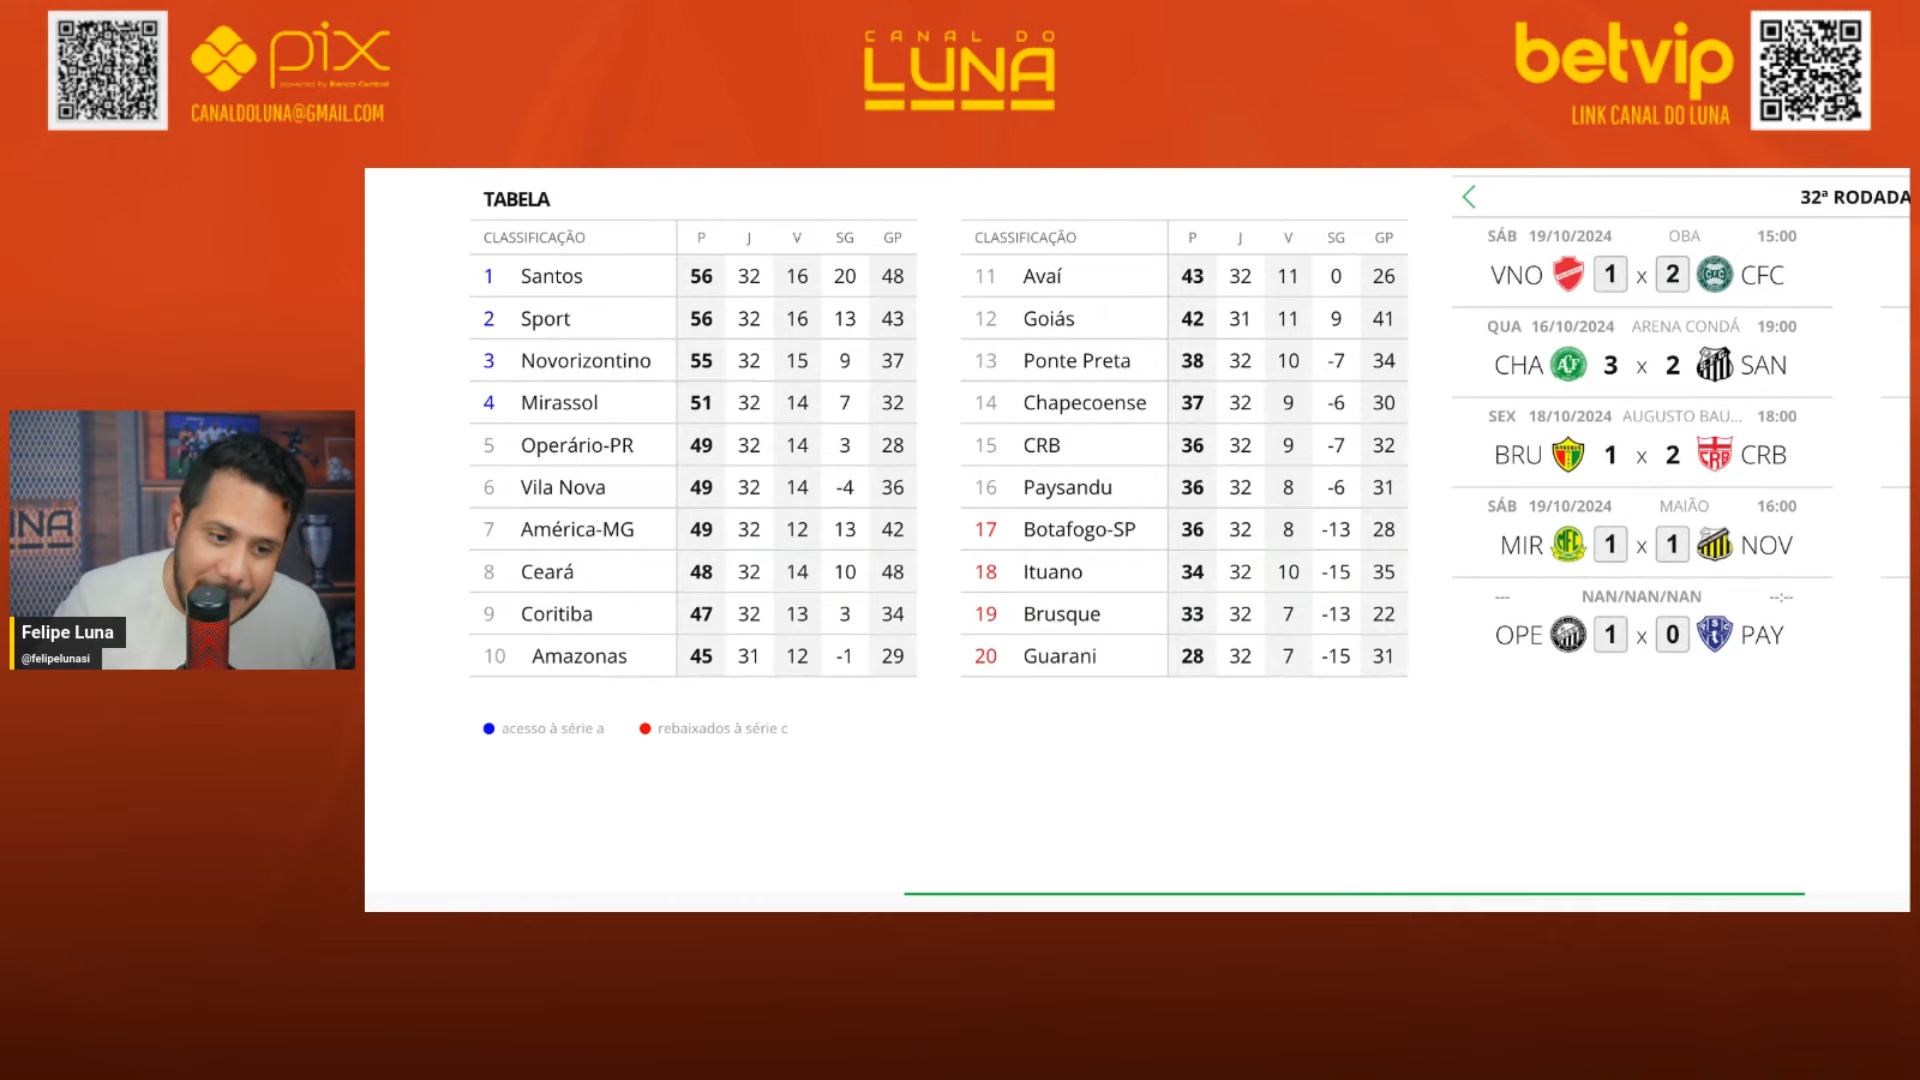 pix
powered by Banco Central
CANALDOLUNA@GMAIL.COM
CANAL DO
LUNA
betvip
LINK CANAL DO LUNA
TABELA
CLASSIFICAÇÃO P J V SG GP
1 Santos 56 32 16 20 48
2 Sport 56 32 16 13 43
3 Novorizontino 55 32 15 9 37
4 Mirassol 51 32 14 7 32
5 Operário-PR 49 32 14 3 28
6 Vila Nova 49 32 14 -4 36
7 América-MG 49 32 12 13 42
8 Ceará 48 32 14 10 48
9 Coritiba 47 32 13 3 34
10 Amazonas 45 31 12 -1 29
acesso à série a rebaixados à série c
CLASSIFICAÇÃO P J V SG GP
11 Avaí 43 32 11 0 26
12 Goiás 42 31 11 9 41
13 Ponte Preta 38 32 10 -7 34
14 Chapecoense 37 32 9 -6 30
15 CRB 36 32 9 -7 32
16 Paysandu 36 32 8 -6 31
17 Botafogo-SP 36 32 8 -13 28
18 Ituano 34 32 10 -15 35
19 Brusque 33 32 7 -13 22
20 Guarani 28 32 7 -15 31
32ª RODADA
SÁB 19/10/2024 OBA 15:00
VNO 1 x 2 CFC
QUA 16/10/2024 ARENA CONDÁ 19:00
CHA 3 x 2 SAN
SEX 18/10/2024 AUGUSTO BAU... 18:00
BRU 1 x 2 CRB
SÁB 19/10/2024 MAIÃO 16:00
MIR 1 x 1 NOV
--- NAN/NAN/NAN --:--
OPE 1 x 0 PAY
Felipe Luna
@felipelunasi